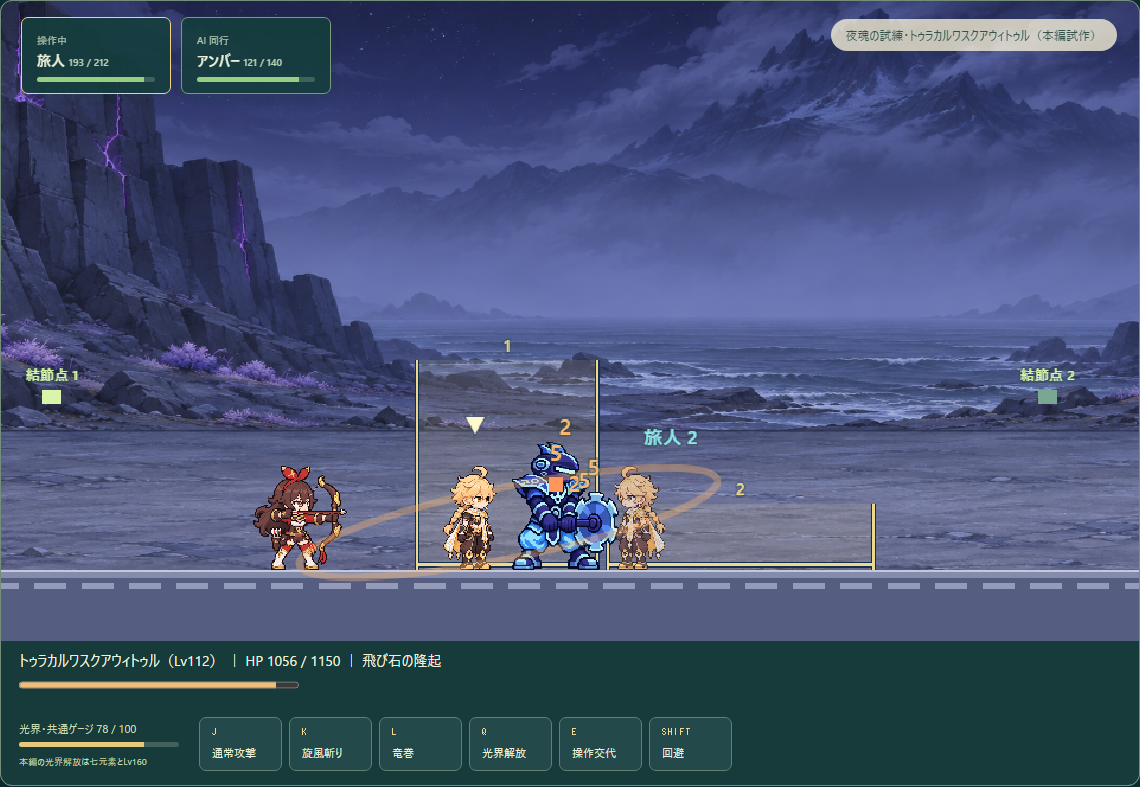 操作中
旅人 193 / 212
AI 同行
アンバー 121 / 140
夜魂の試練・トゥラカルワスクアウィトゥル（本編試作）
1
結節点 1
結節点 2
2
旅人 2
5
5
25
2
トゥラカルワスクアウィトゥル（Lv112） | HP 1056 / 1150 | 飛び石の隆起
光界・共通ゲージ 78 / 100
本編の光界解放は七元素とLv160
J
通常攻撃
K
旋風斬り
L
竜巻
Q
光界解放
E
操作交代
SHIFT
回避